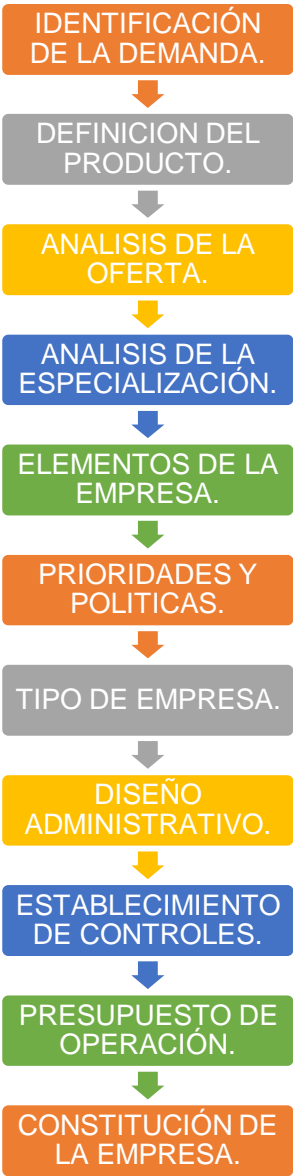 IDENTIFICACIÓN
DE LA DEMANDA.
DEFINICION DEL
PRODUCTO.
ANALISIS DE LA
OFERTA.
ANALISIS DE LA
ESPECIALIZACIÓN.
ELEMENTOS DE LA
EMPRESA.
PRIORIDADES Y
POLITICAS.
TIPO DE EMPRESA.
DISEÑO
ADMINISTRATIVO.
ESTABLECIMIENTO
DE CONTROLES.
PRESUPUESTO DE
OPERACIÓN.
CONSTITUCIÓN DE
LA EMPRESA.